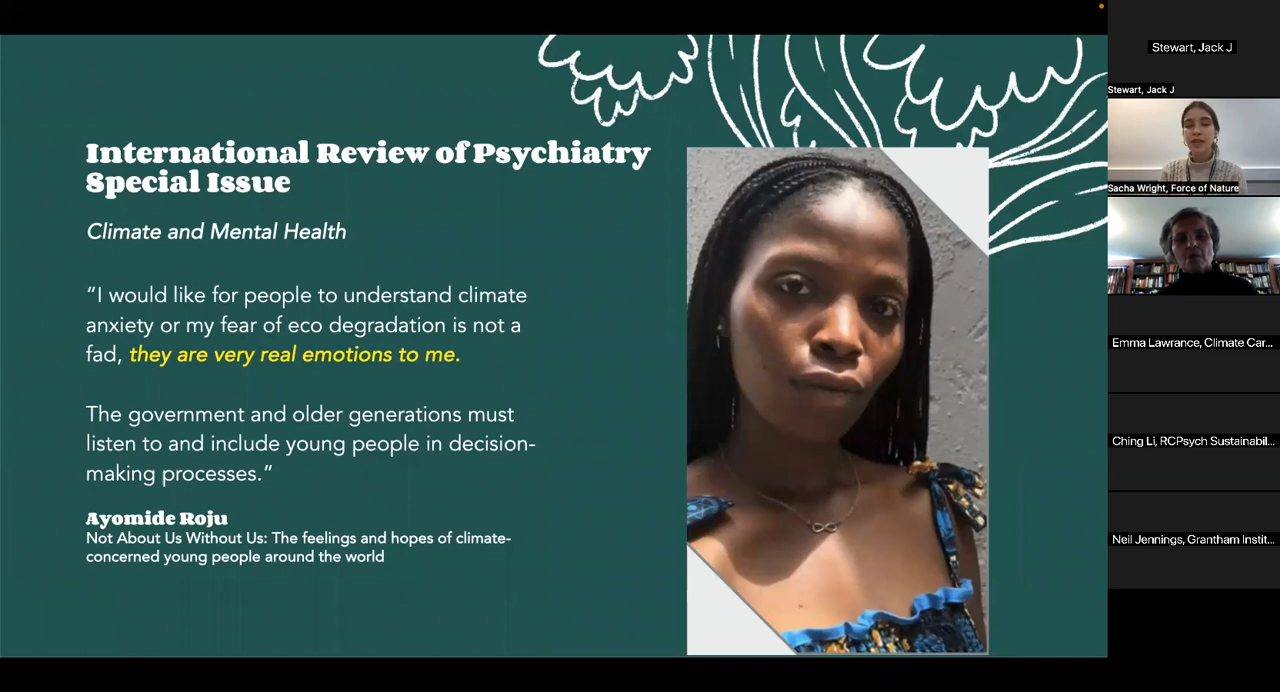 International Review of Psychiatry
Special Issue
Climate and Mental Health
“I would like for people to understand climate
anxiety or my fear of eco degradation is not a
fad, they are very real emotions to me.
The government and older generations must
listen to and include young people in decision-
making processes.”
Ayomide Roju
Not About Us Without Us: The feelings and hopes of climate-
concerned young people around the world
Stewart, Jack J
Stewart, Jack J
Sacha Wright, Force of Nature
Emma Lawrance, Climate Car...
Ching Li, RCPsych Sustainabil...
Neil Jennings, Grantham Instit...